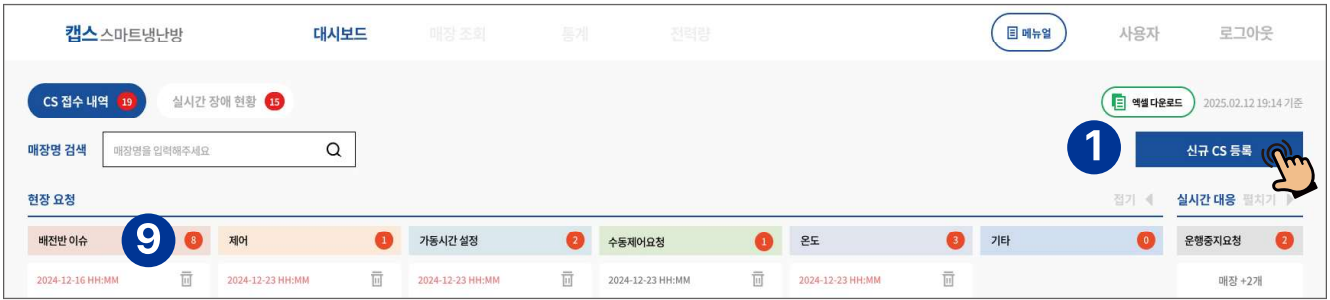 캡스 스마트냉난방 대시보드 매장 조회 통계 전력량 메뉴얼 사용자 로그아웃
CS 접수 내역 19 실시간 장애 현황 15 엑셀 다운로드 2025.02.12 19:14 기준
매장명 검색 매장명을 입력해주세요 1 신규 CS 등록
현장 요청 접기 실시간 대응 펼치기
배전반 이슈 9 8 제어 1 가동시간 설정 2 수동제어요청 1 온도 3 기타 0 운행중지요청 2
2024-12-16 HH:MM 2024-12-23 HH:MM 2024-12-23 HH:MM 2024-12-23 HH:MM 2024-12-23 HH:MM 매장 +2개